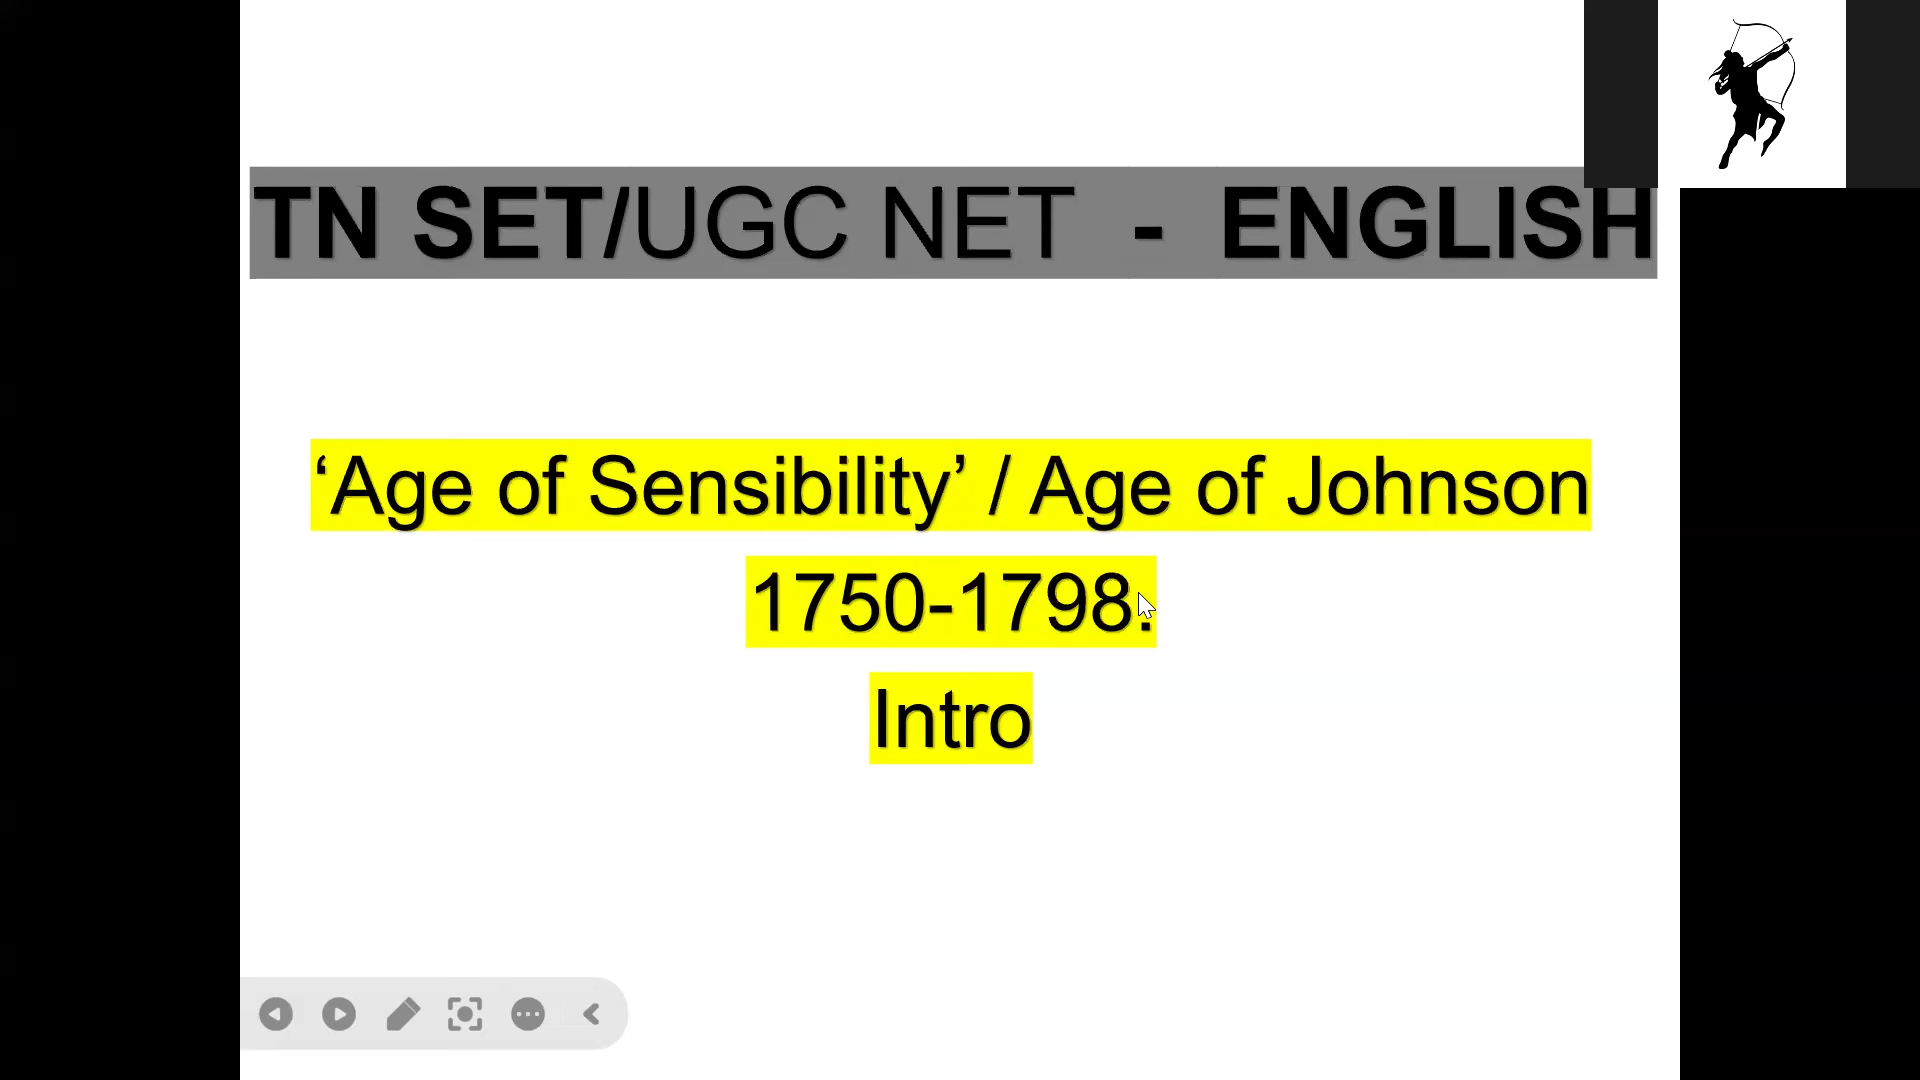 TN SET/UGC NET - ENGLISH
‘Age of Sensibility’ / Age of Johnson
1750-1798.
Intro